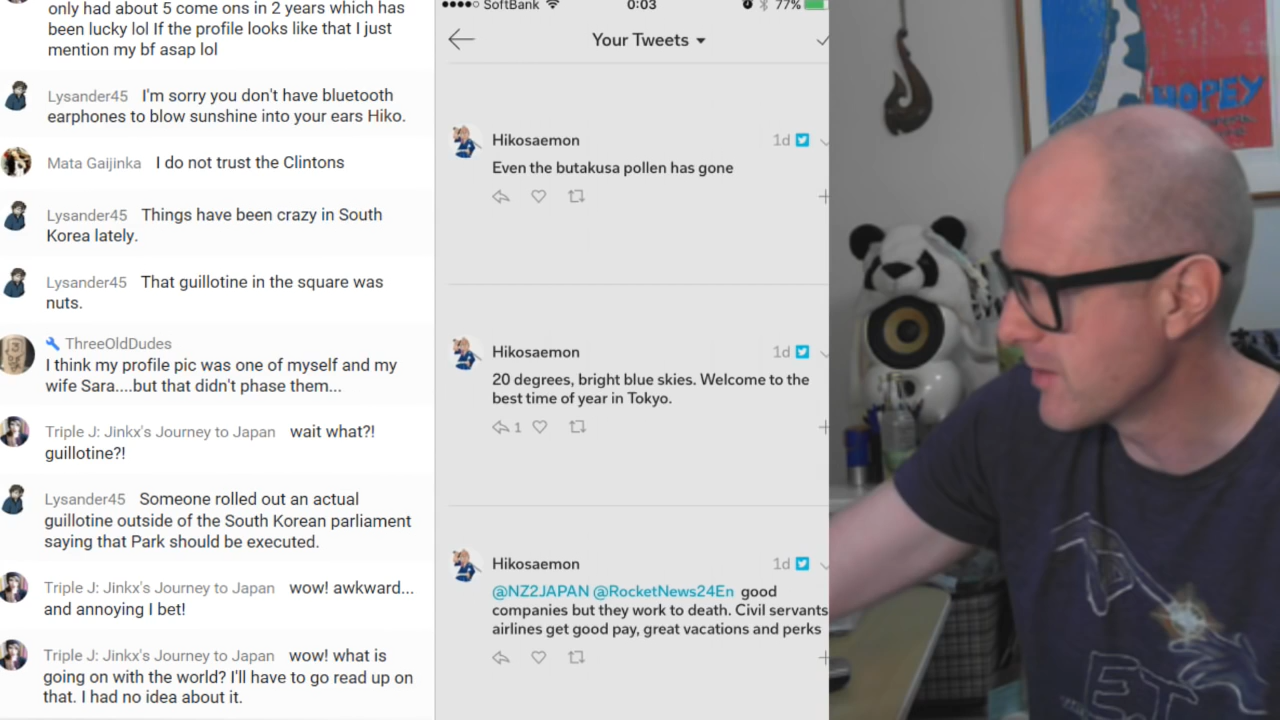 only had about 5 come ons in 2 years which has
been lucky lol If the profile looks like that I just
mention my bf asap lol
Lysander45 I'm sorry you don't have bluetooth
earphones to blow sunshine into your ears Hiko.
Mata Gaijinka I do not trust the Clintons
Lysander45 Things have been crazy in South
Korea lately.
Lysander45 That guillotine in the square was
nuts.
ThreeOldDudes
I think my profile pic was one of myself and my
wife Sara....but that didn't phase them...
Triple J: Jinkx's Journey to Japan wait what?!
guillotine?!
Lysander45 Someone rolled out an actual
guillotine outside of the South Korean parliament
saying that Park should be executed.
Triple J: Jinkx's Journey to Japan wow! awkward...
and annoying I bet!
Triple J: Jinkx's Journey to Japan wow! what is
going on with the world? I'll have to go read up on
that. I had no idea about it.
SoftBank 0:03 77%
Your Tweets
Hikosaemon 1d
Even the butakusa pollen has gone
Hikosaemon 1d
20 degrees, bright blue skies. Welcome to the
best time of year in Tokyo.
1
Hikosaemon 1d
@NZ2JAPAN @RocketNews24En good
companies but they work to death. Civil servants
airlines get good pay, great vacations and perks
HOPEY
ET